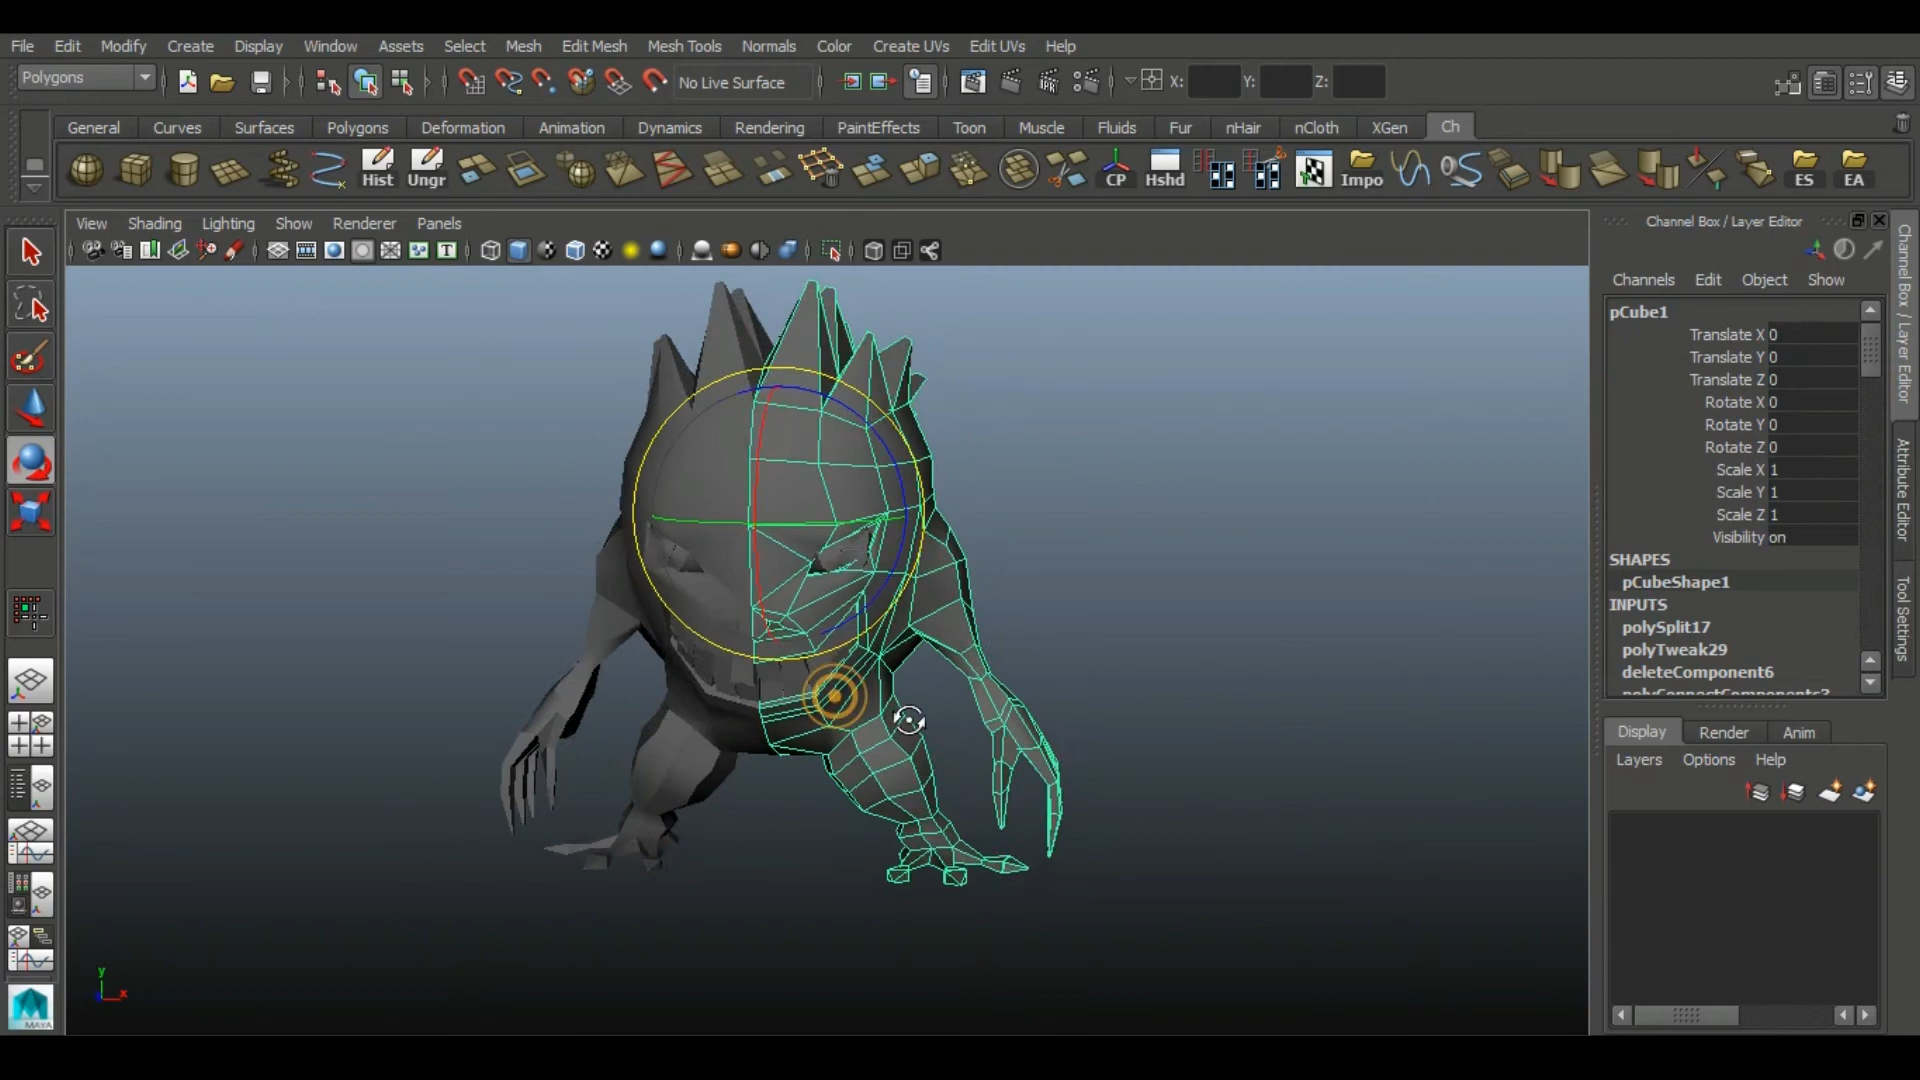 File Edit Modify Create Display Window Assets Select Mesh Edit Mesh Mesh Tools Normals Color Create UVs Edit UVs Help
Polygons No Live Surface X: Y: Z:
General Curves Surfaces Polygons Deformation Animation Dynamics Rendering PaintEffects Toon Muscle Fluids Fur nHair nCloth XGen Ch
Hist Ungr CP Hshd Impo ES EA
View Shading Lighting Show Renderer Panels
T
Channel Box / Layer Editor
Channels Edit Object Show
pCube1
Translate X 0
Translate Y 0
Translate Z 0
Rotate X 0
Rotate Y 0
Rotate Z 0
Scale X 1
Scale Y 1
Scale Z 1
Visibility on
SHAPES
pCubeShape1
INPUTS
polySplit17
polyTweak29
deleteComponent6
polyConnectComponents3
Display Render Anim
Layers Options Help
Channel Box / Layer Editor
Attribute Editor
Tool Settings
y
x
MAYA